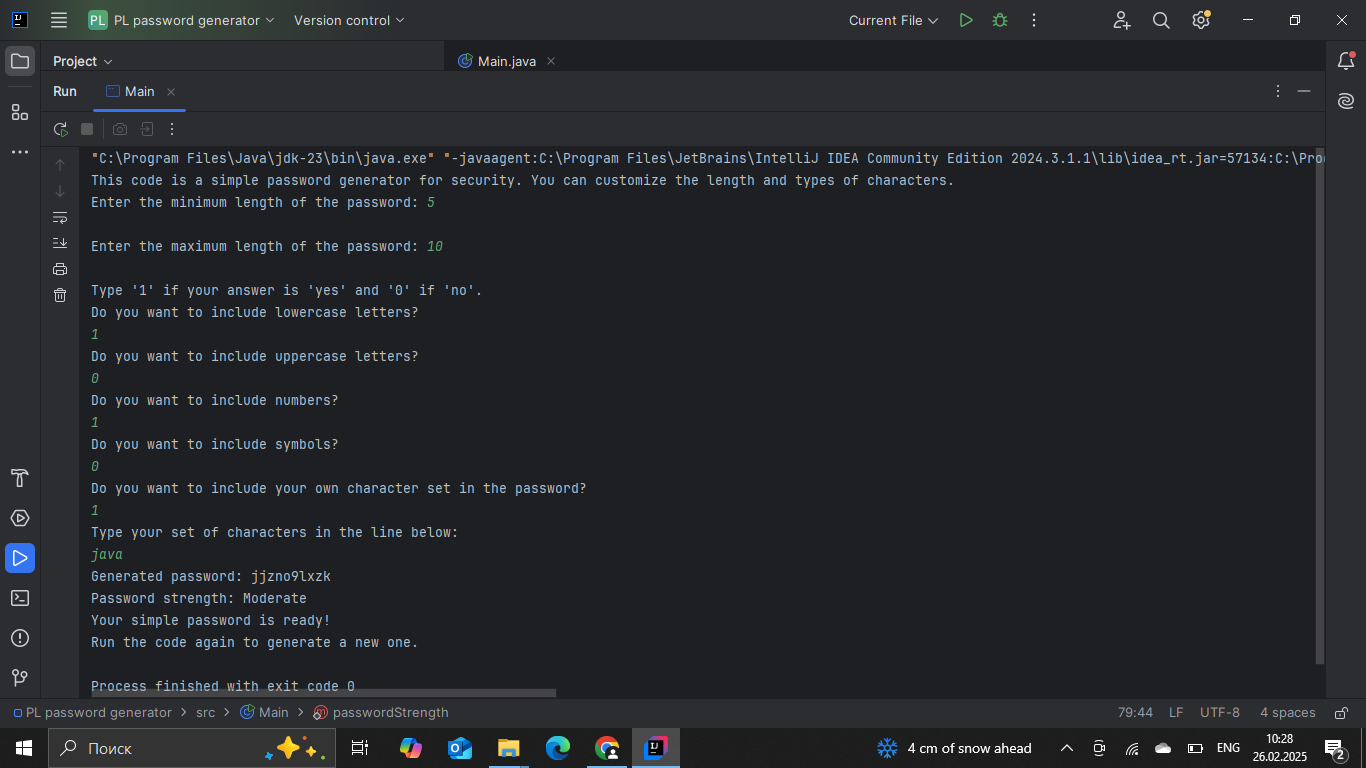 PL PL password generator Version control Current File
Project Main.java
Run Main
"C:\Program Files\Java\jdk-23\bin\java.exe" "-javaagent:C:\Program Files\JetBrains\IntelliJ IDEA Community Edition 2024.3.1.1\lib\idea_rt.jar=57134:C:\Pro
This code is a simple password generator for security. You can customize the length and types of characters.
Enter the minimum length of the password: 5
Enter the maximum length of the password: 10
Type '1' if your answer is 'yes' and '0' if 'no'.
Do you want to include lowercase letters?
1
Do you want to include uppercase letters?
0
Do you want to include numbers?
1
Do you want to include symbols?
0
Do you want to include your own character set in the password?
1
Type your set of characters in the line below:
java
Generated password: jjzno9lxzk
Password strength: Moderate
Your simple password is ready!
Run the code again to generate a new one.
Process finished with exit code 0
PL password generator > src > Main > passwordStrength 79:44 LF UTF-8 4 spaces
Поиск 4 cm of snow ahead ENG 10:28
26.02.2025 2